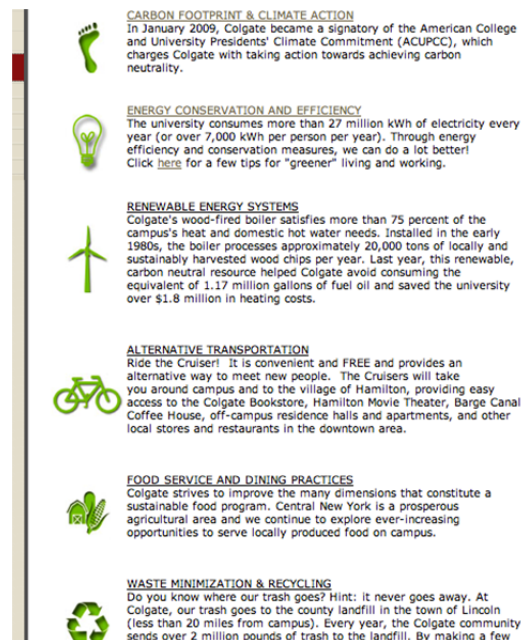 CARBON FOOTPRINT & CLIMATE ACTION
In January 2009, Colgate became a signatory of the American College
and University Presidents' Climate Commitment (ACUPCC), which
charges Colgate with taking action towards achieving carbon
neutrality.
ENERGY CONSERVATION AND EFFICIENCY
The university consumes more than 27 million kWh of electricity every
year (or over 7,000 kWh per person per year). Through energy
efficiency and conservation measures, we can do a lot better!
Click here for a few tips for "greener" living and working.
RENEWABLE ENERGY SYSTEMS
Colgate's wood-fired boiler satisfies more than 75 percent of the
campus's heat and domestic hot water needs. Installed in the early
1980s, the boiler processes approximately 20,000 tons of locally and
sustainably harvested wood chips per year. Last year, this renewable,
carbon neutral resource helped Colgate avoid consuming the
equivalent of 1.17 million gallons of fuel oil and saved the university
over $1.8 million in heating costs.
ALTERNATIVE TRANSPORTATION
Ride the Cruiser! It is convenient and FREE and provides an
alternative way to meet new people. The Cruisers will take
you around campus and to the village of Hamilton, providing easy
access to the Colgate Bookstore, Hamilton Movie Theater, Barge Canal
Coffee House, off-campus residence halls and apartments, and other
local stores and restaurants in the downtown area.
FOOD SERVICE AND DINING PRACTICES
Colgate strives to improve the many dimensions that constitute a
sustainable food program. Central New York is a prosperous
agricultural area and we continue to explore ever-increasing
opportunities to serve locally produced food on campus.
WASTE MINIMIZATION & RECYCLING
Do you know where our trash goes? Hint: it never goes away. At
Colgate, our trash goes to the county landfill in the town of Lincoln
(less than 20 miles from campus). Every year, the Colgate community
sends over 2 million pounds of trash to the landfill. By making a few